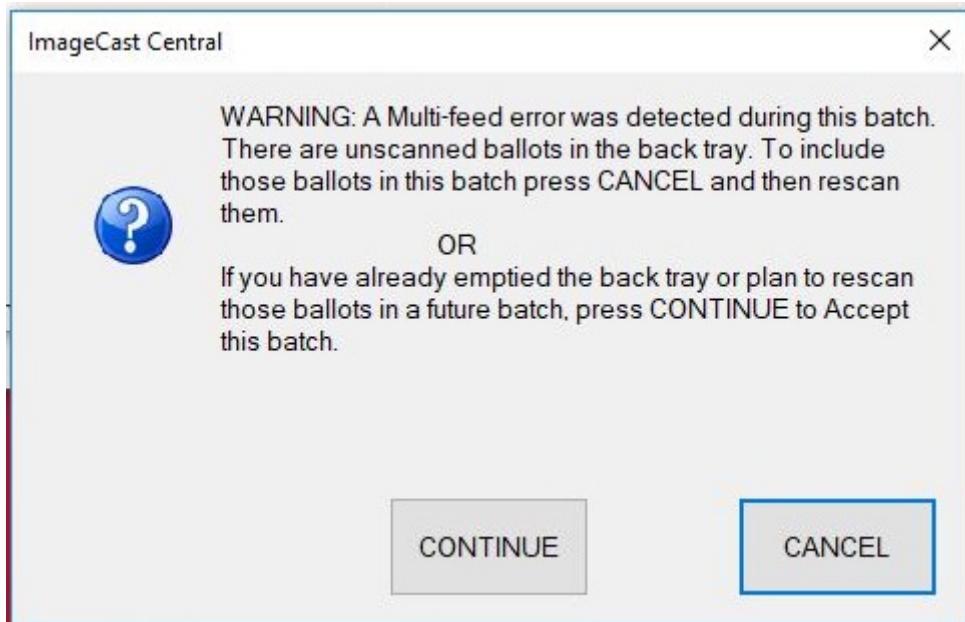 ImageCast Central
WARNING: A Multi-feed error was detected during this batch.
There are unscanned ballots in the back tray. To include
those ballots in this batch press CANCEL and then rescan
them.
OR
If you have already emptied the back tray or plan to rescan
those ballots in a future batch, press CONTINUE to Accept
this batch.
CONTINUE
CANCEL